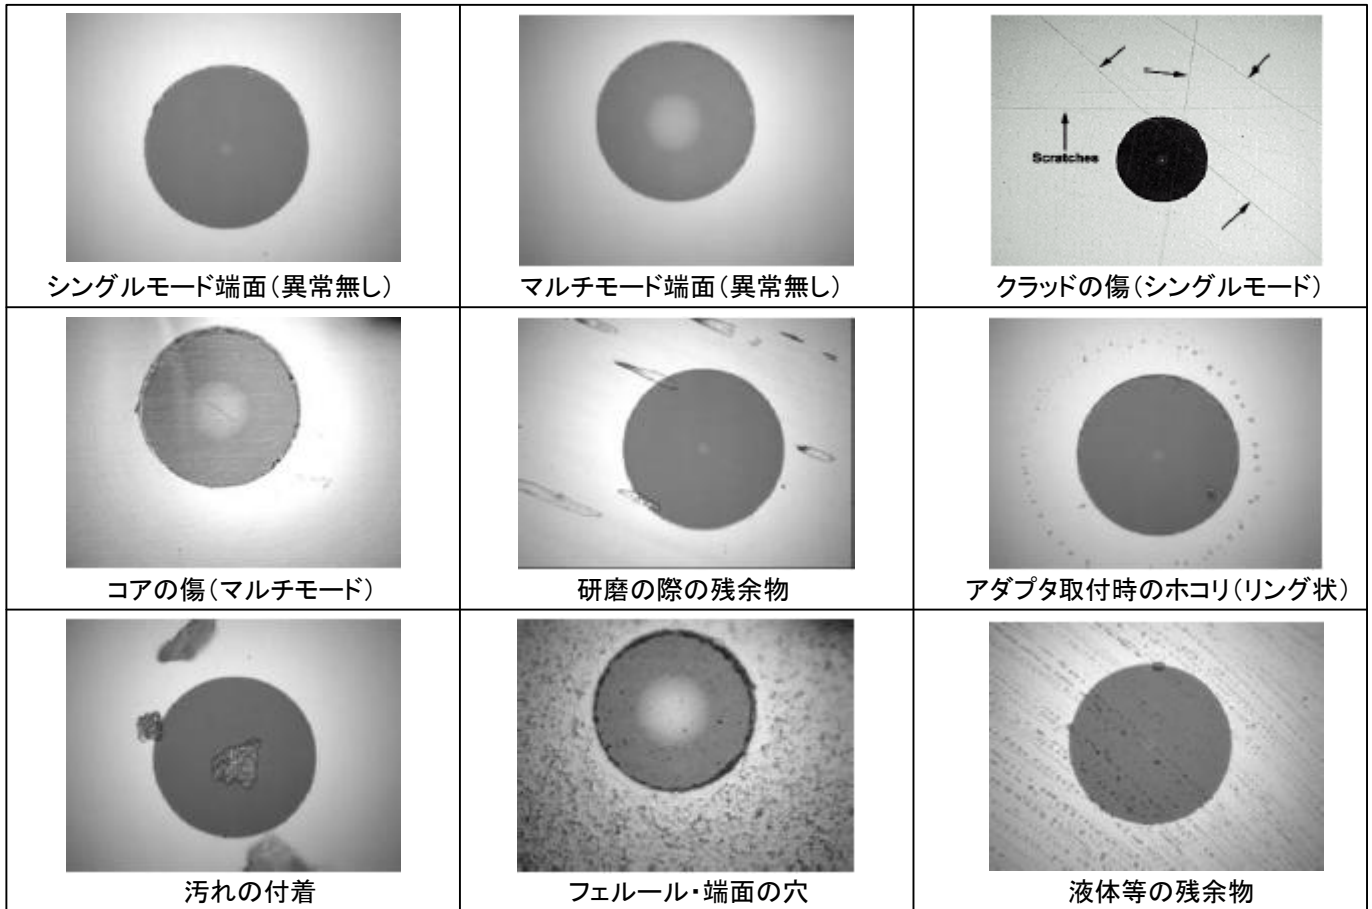 Scratches
シングルモード端面(異常無し)
マルチモード端面(異常無し)
クラッドの傷(シングルモード)
コアの傷(マルチモード)
研磨の際の残余物
アダプタ取付時のホコリ(リング状)
汚れの付着
フェルール・端面の穴
液体等の残余物